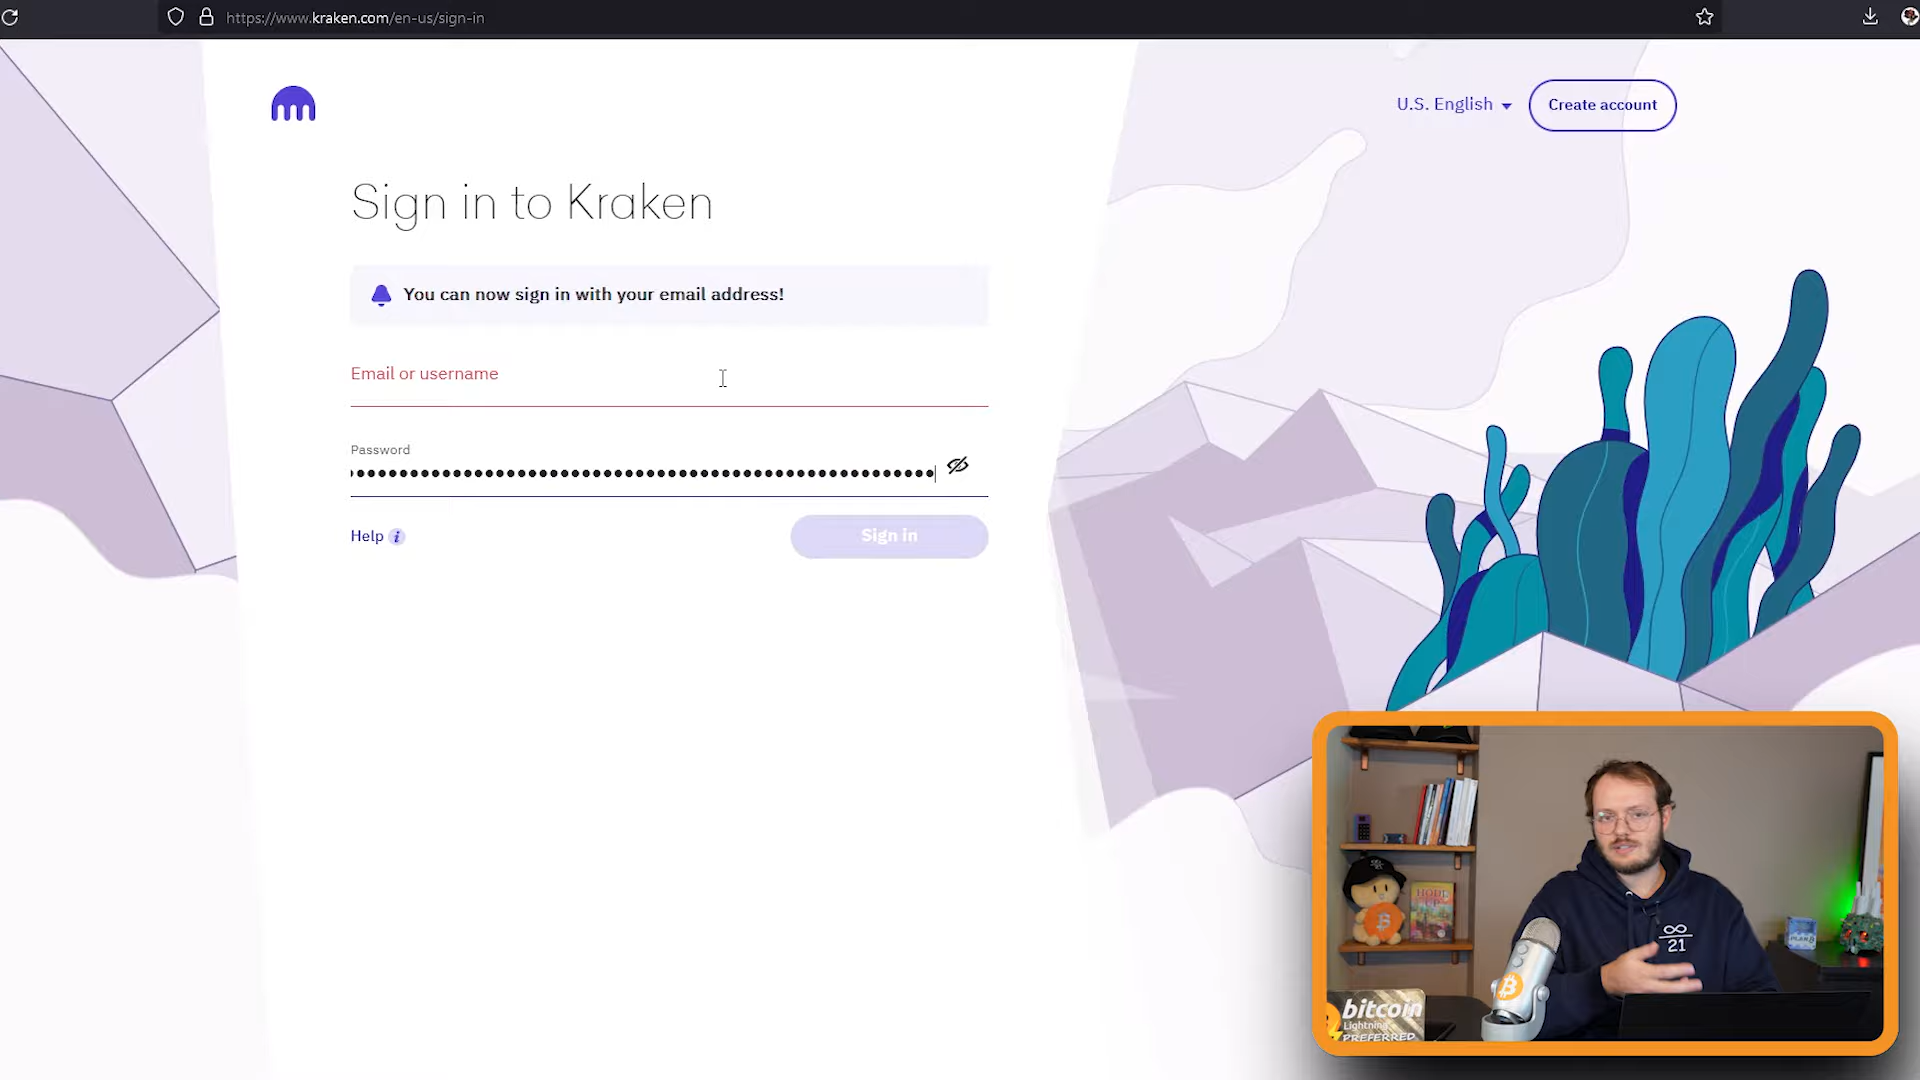 https://www.kraken.com/en-us/sign-in
U.S. English
Create account
Sign in to Kraken
You can now sign in with your email address!
Email or username
Password
Help
Sign in
HODL
∞
21
bitcoin
Lightning
PREFERRED